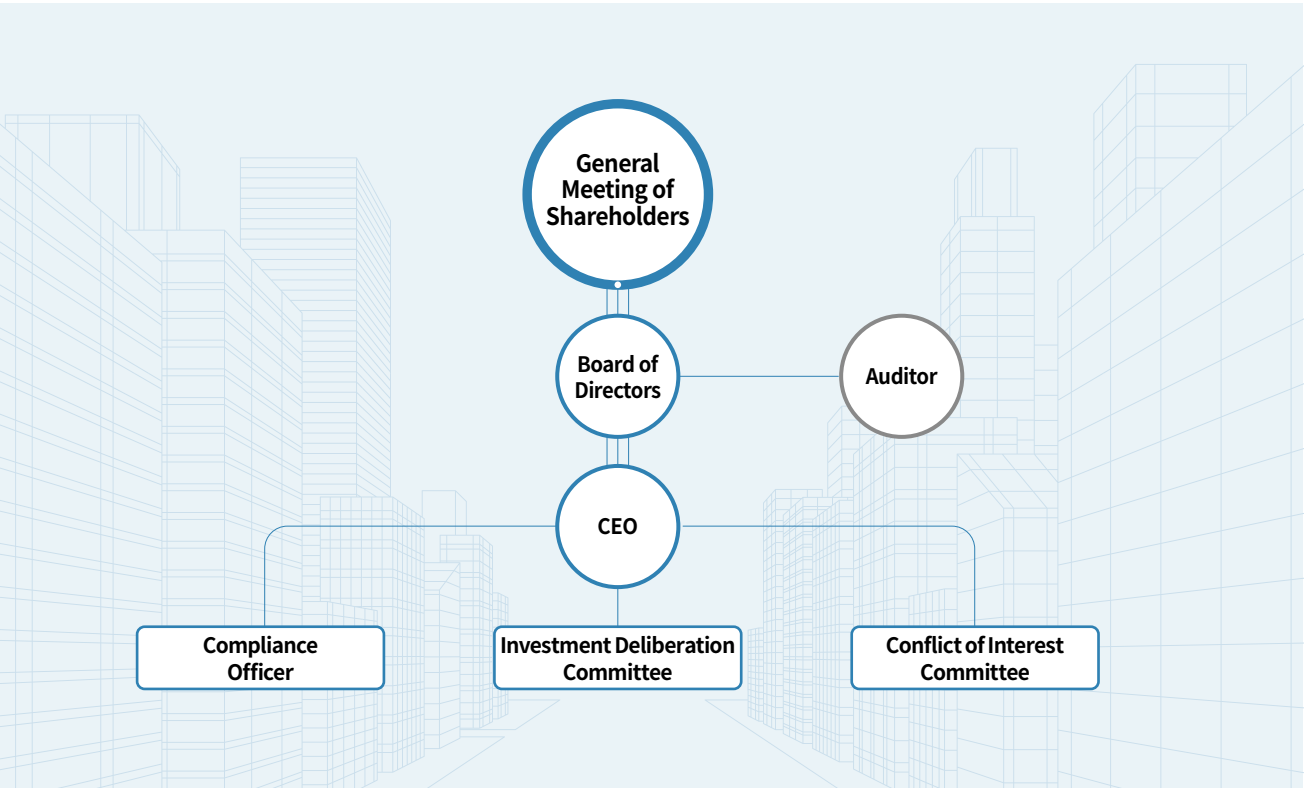 General
Meeting of
Shareholders
Board of
Directors
Auditor
CEO
Compliance
Officer
Investment Deliberation
Committee
Conflict of Interest
Committee